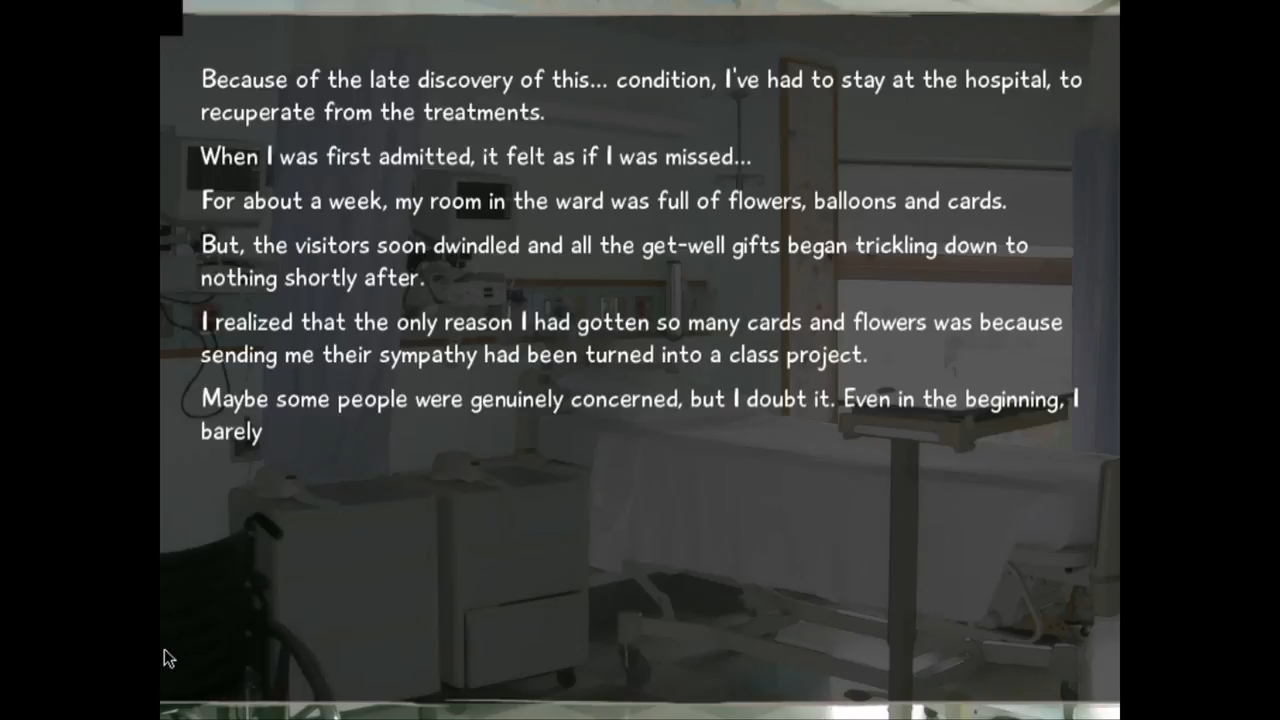 Because of the late discovery of this... condition, I've had to stay at the hospital, to
recuperate from the treatments.
When I was first admitted, it felt as if I was missed...
For about a week, my room in the ward was full of flowers, balloons and cards.
But, the visitors soon dwindled and all the get-well gifts began trickling down to
nothing shortly after.
I realized that the only reason I had gotten so many cards and flowers was because
sending me their sympathy had been turned into a class project.
Maybe some people were genuinely concerned, but I doubt it. Even in the beginning, I
barely